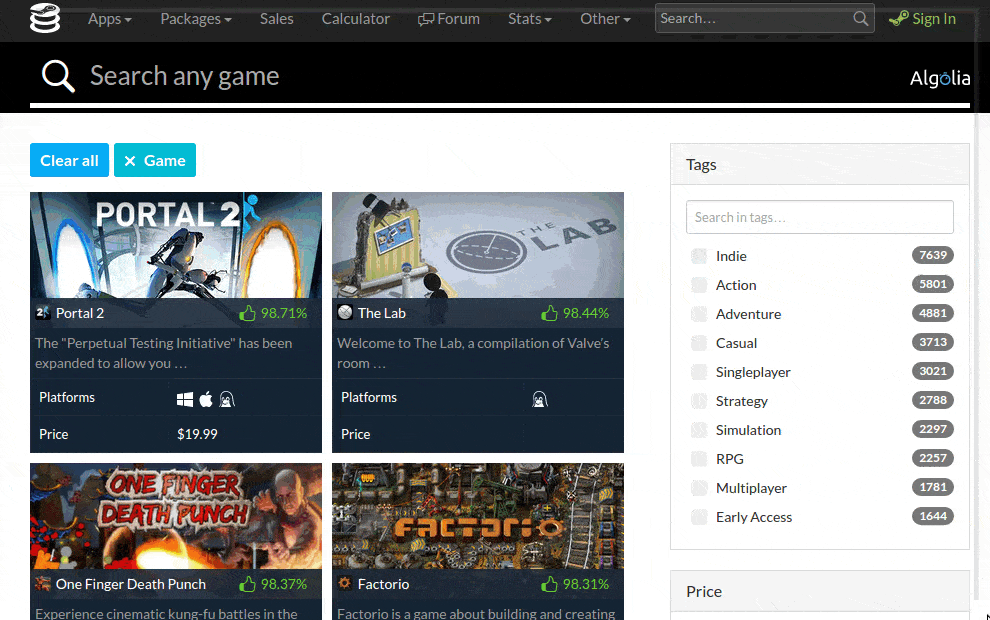 Apps Packages Sales Calculator Forum Stats Other Search... Sign In
Search any game
Algolia
Clear all × Game
PORTAL 2
Portal 2 98.71%
The "Perpetual Testing Initiative" has been
expanded to allow you …
Platforms
Price $19.99
THE LAB
The Lab 98.44%
Welcome to The Lab, a compilation of Valve's
room …
Platforms
Price
ONE FINGER
DEATH PUNCH
One Finger Death Punch 98.37%
Experience cinematic kung-fu battles in the
FACTORIO
Factorio 98.31%
Factorio is a game about building and creating
Tags
Search in tags…
Indie 7639
Action 5801
Adventure 4881
Casual 3713
Singleplayer 3021
Strategy 2788
Simulation 2297
RPG 2257
Multiplayer 1781
Early Access 1644
Price